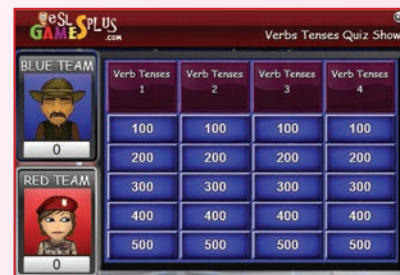 eSL
GAMES PLUS
.COM
Verbs Tenses Quiz Show
BLUE TEAM
0
RED TEAM
0
Verb Tenses Verb Tenses Verb Tenses Verb Tenses
1 2 3 4
100 100 100 100
200 200 200 200
300 300 300 300
400 400 400 400
500 500 500 500